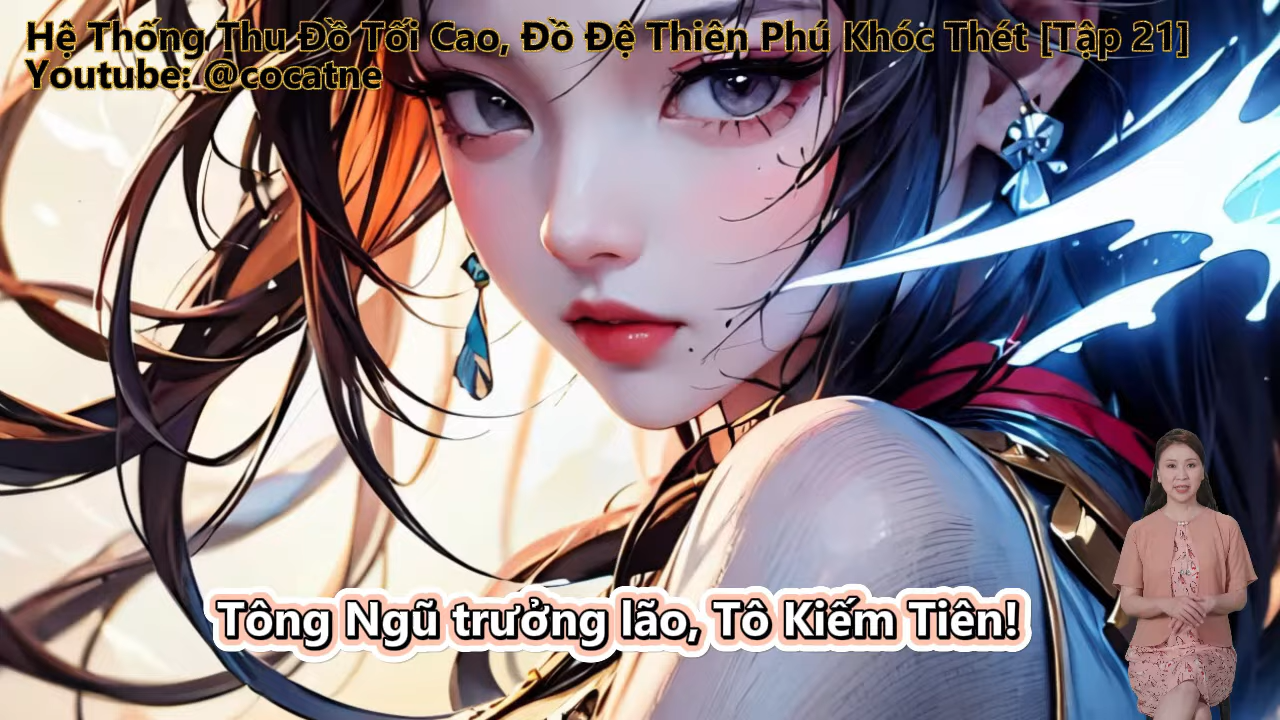 Hệ Thống Thu Đồ Tối Cao, Đồ Đệ Thiên Phú Khóc Thét [Tập 21]
Youtube: @cocatne
Tông Ngũ trưởng lão, Tô Kiếm Tiên!